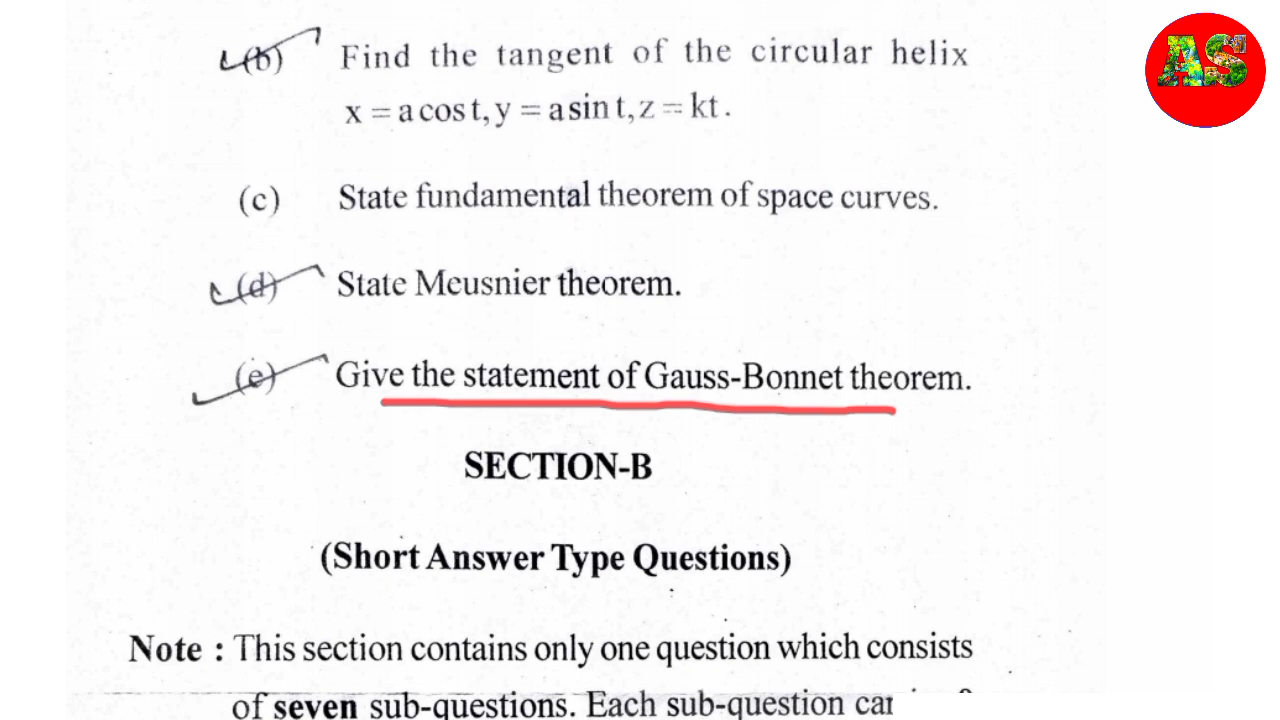 AS
(b) Find the tangent of the circular helix
x = a cos t, y = a sin t, z = kt.
(c) State fundamental theorem of space curves.
(d) State Meusnier theorem.
(e) Give the statement of Gauss-Bonnet theorem.
SECTION-B
(Short Answer Type Questions)
Note : This section contains only one question which consists
of seven sub-questions. Each sub-question